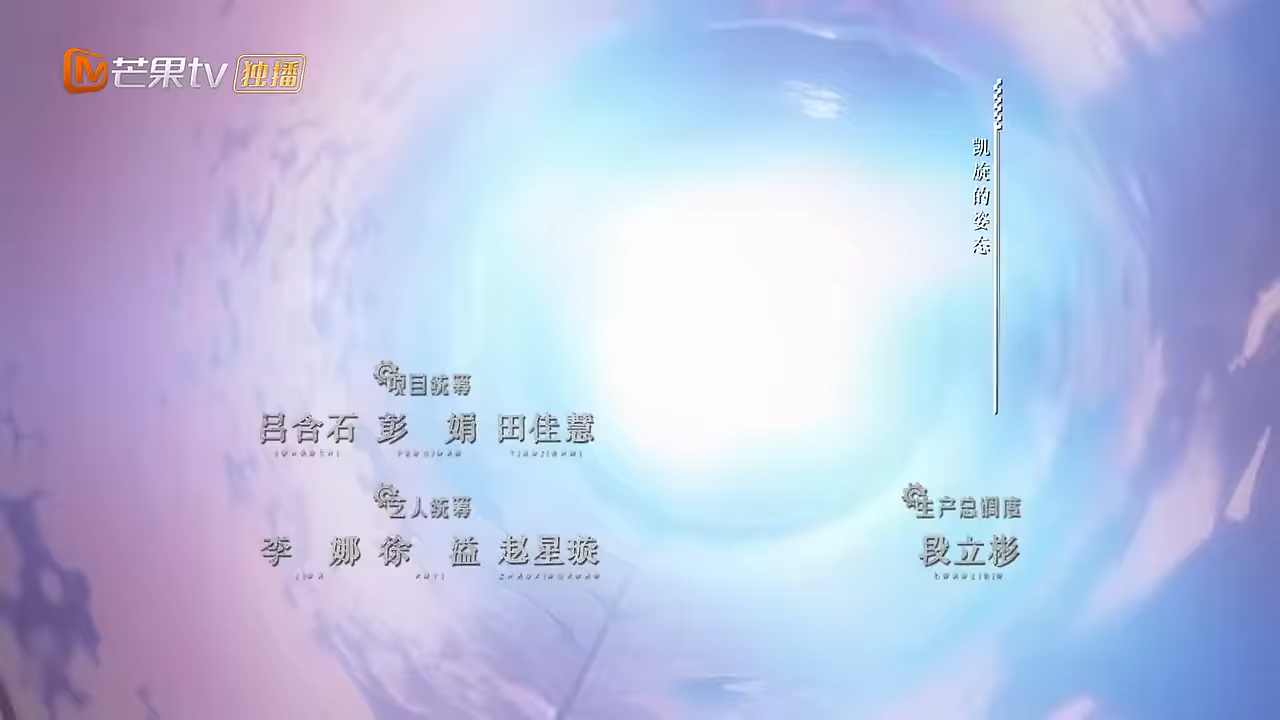 芒果tv 独播
凯旋的姿态
项目统筹
吕含石 彭娟 田佳慧
艺人统筹
李娜 徐溢 赵星璇
生产总调度
段立彬